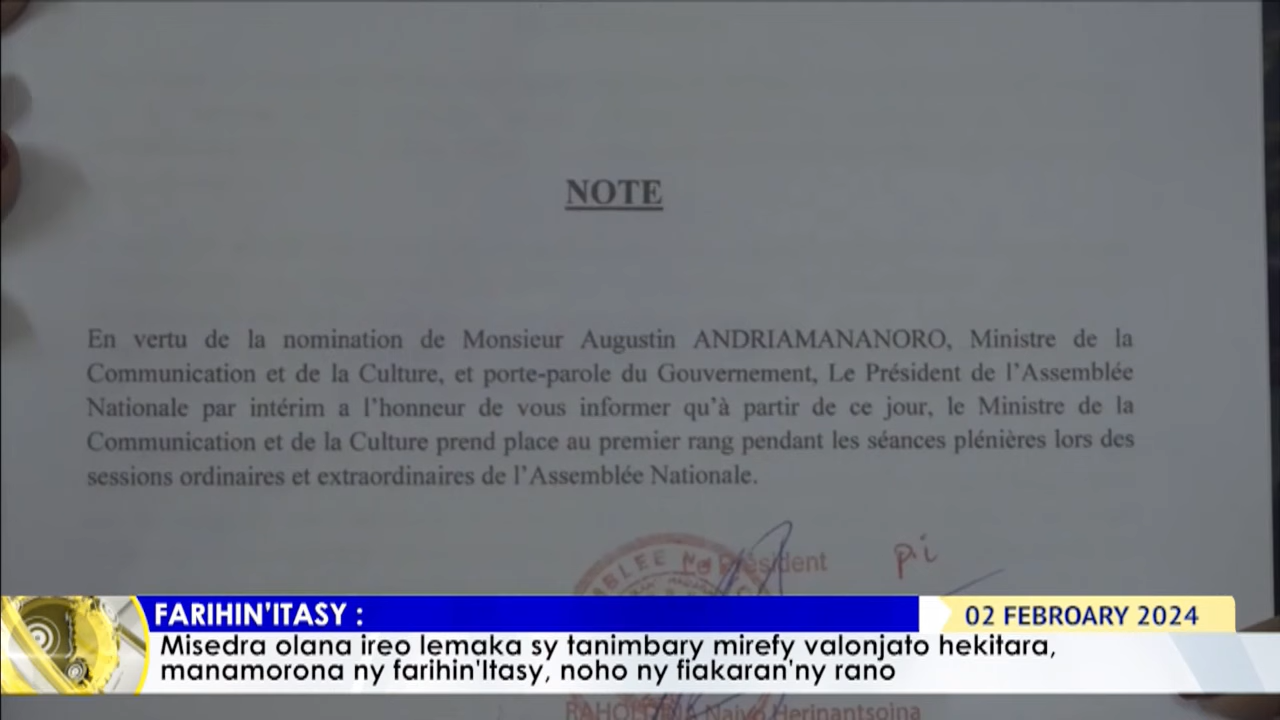 NOTE
En vertu de la nomination de Monsieur Augustin ANDRIAMANANORO, Ministre de la
Communication et de la Culture, et porte-parole du Gouvernement, Le Président de l'Assemblée
Nationale par intérim a l'honneur de vous informer qu'à partir de ce jour, le Ministre de la
Communication et de la Culture prend place au premier rang pendant les séances plénières lors des
sessions ordinaires et extraordinaires de l'Assemblée Nationale.
Le Président pi
FARIHIN'ITASY :
02 FEBROARY 2024
Misedra olana ireo lemaka sy tanimbary mirefy valonjato hekitara,
manamorona ny farihin'Itasy, noho ny fiakaran'ny rano
Naivo Herinantsoina